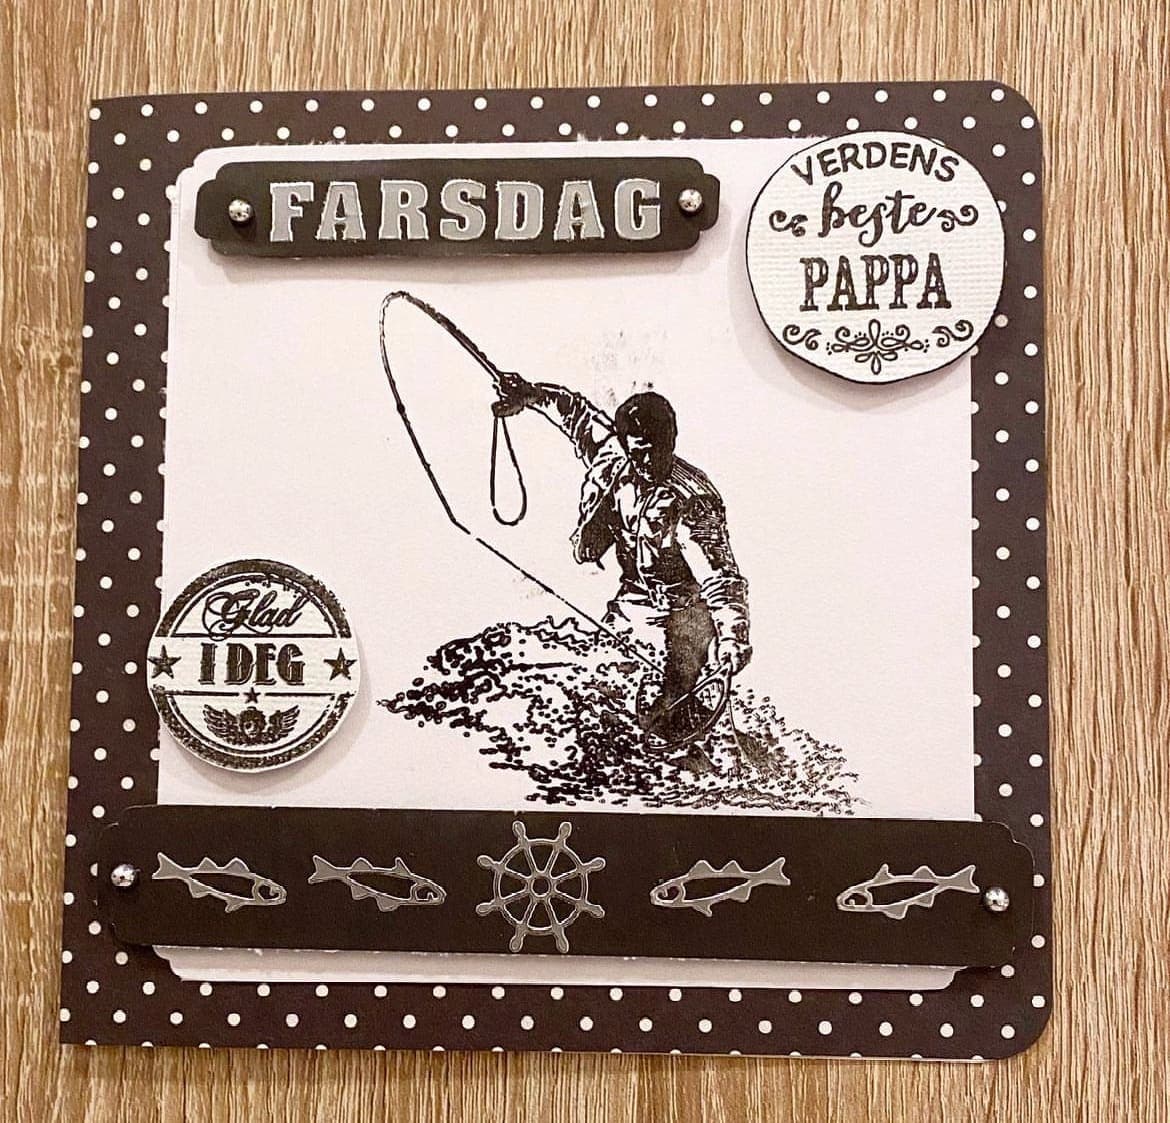 FARSDAG
VERDENS
beste
PAPPA
Glad
I DEG